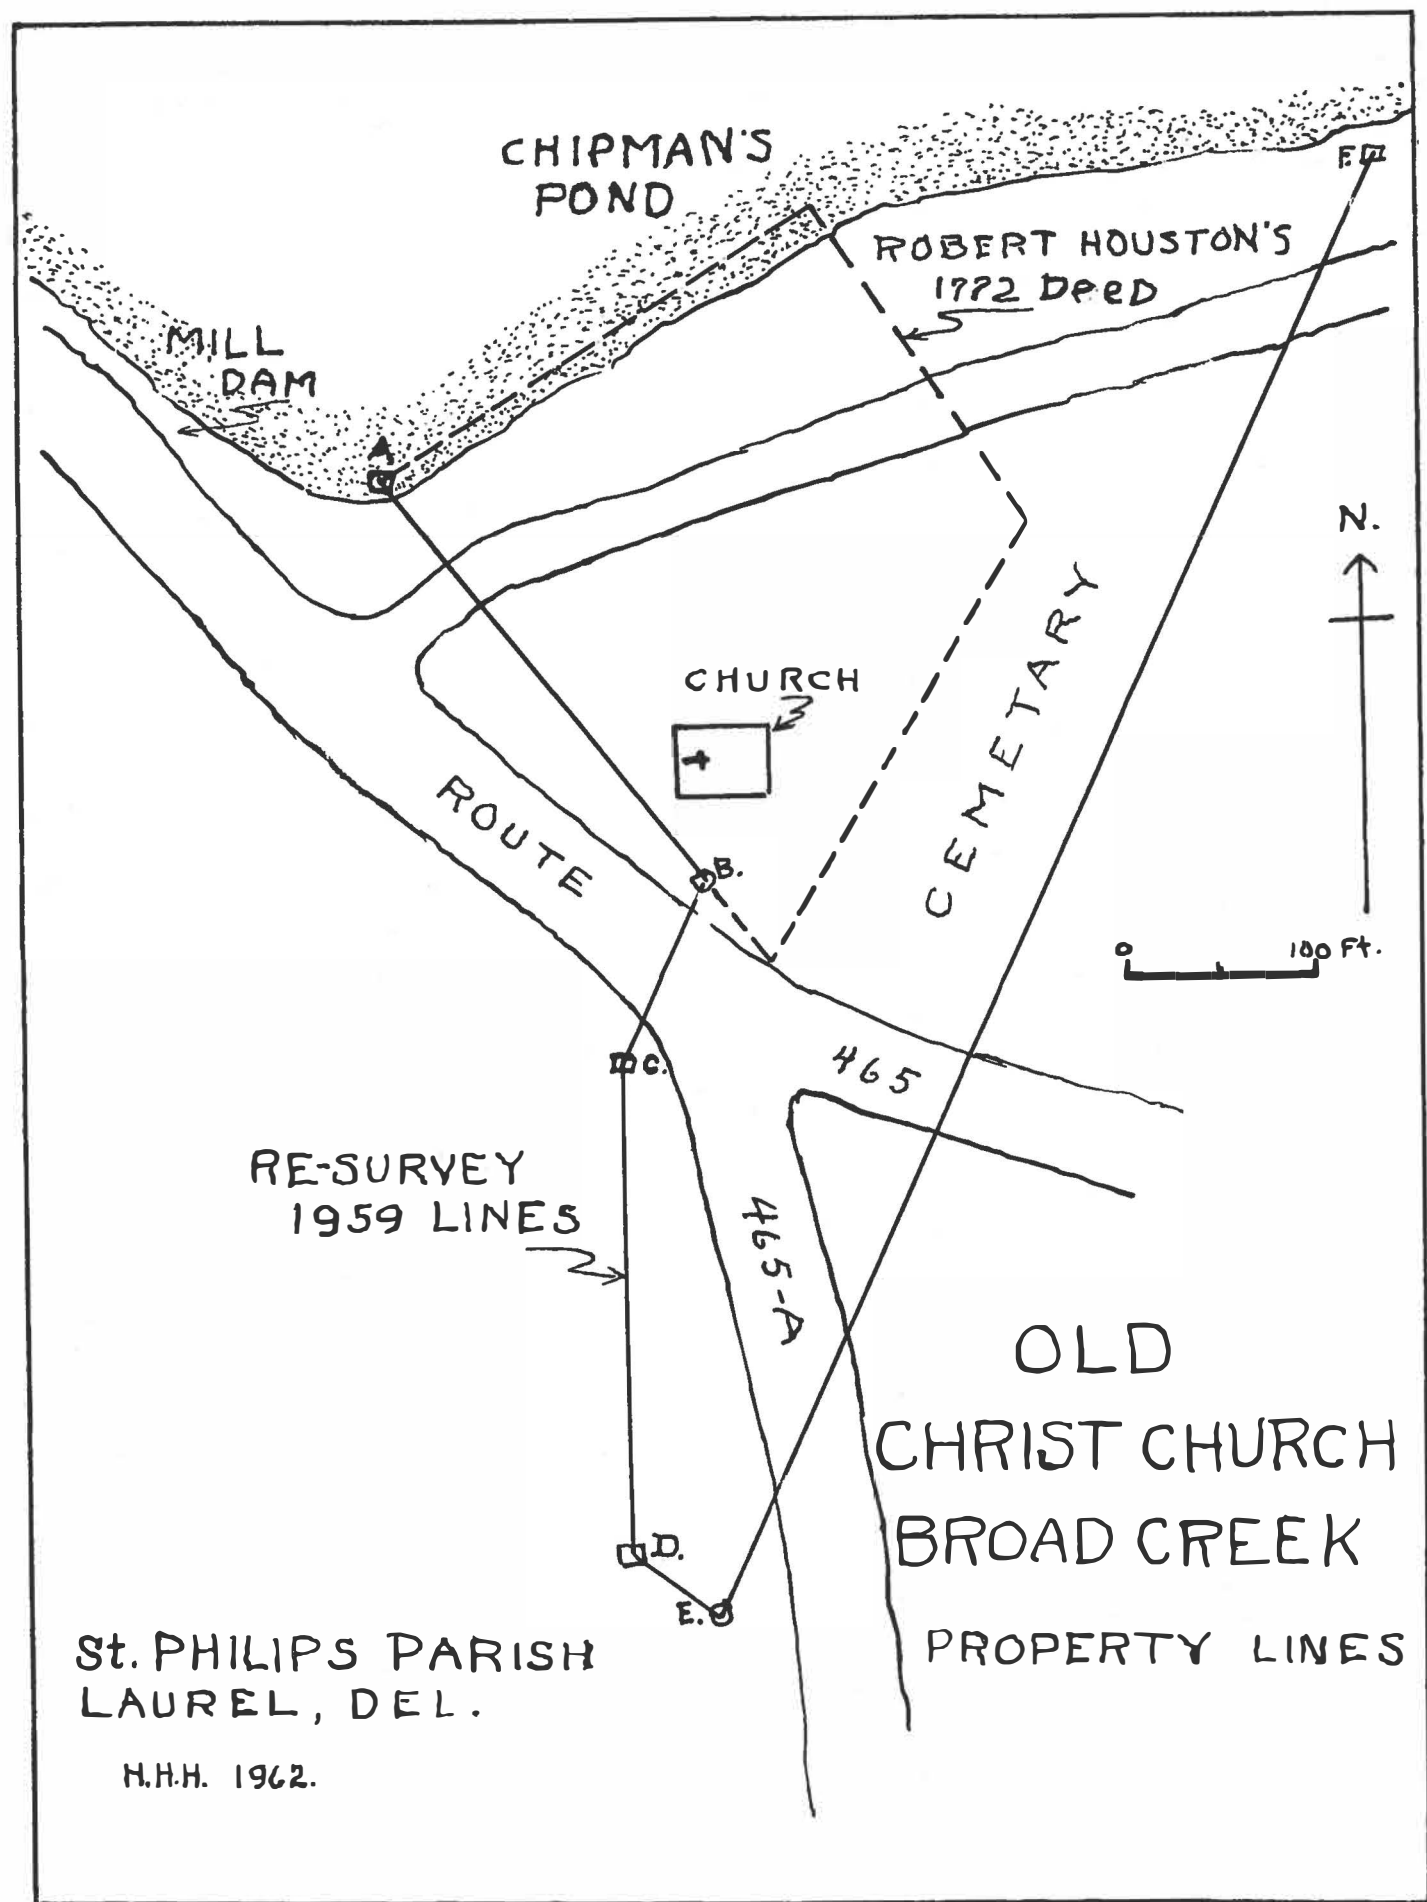 CHIPMAN'S
POND
F.
ROBERT HOUSTON'S
1772 DeeD
MILL
DAM
A.
N.
CHURCH
CEMETARY
ROUTE
B.
0 100 Ft.
465
C.
RE-SURVEY
1959 LINES
465-A
OLD
CHRIST CHURCH
BROAD CREEK
PROPERTY LINES
D.
E.
St. PHILIPS PARISH
LAUREL, DEL.
H.H.H. 1962.